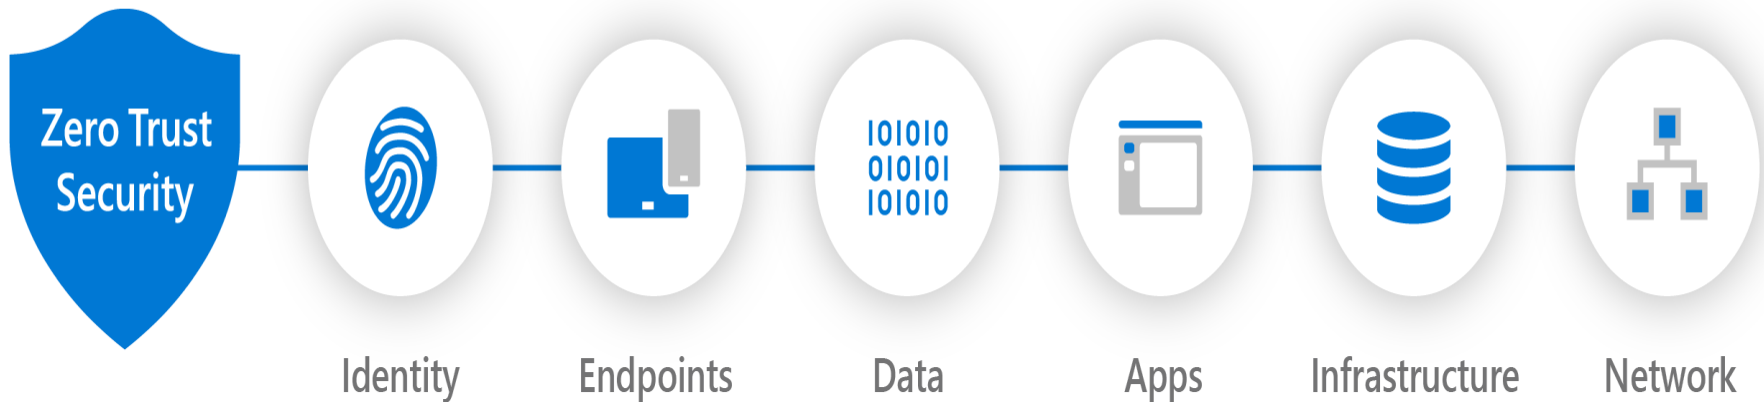 Zero Trust
Security
101010
010101
101010
Identity
Endpoints
Data
Apps
Infrastructure
Network